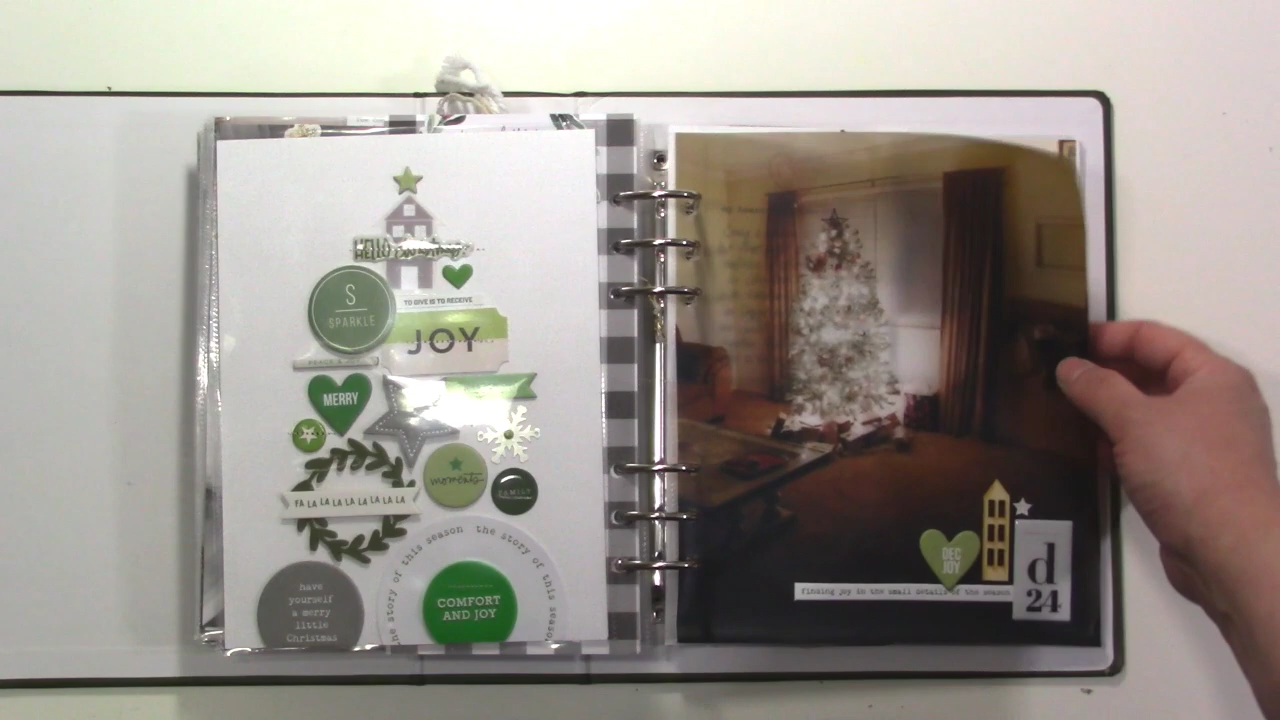 HELLO
S
SPARKLE
TO GIVE IS TO RECEIVE
JOY
MERRY
FA LA LA LA LA LA LA LA LA
moments
FAMILY
the story of this season the story of this season
have
yourself
a merry
little
Christmas
COMFORT
AND JOY
DEC
JOY
finding joy in the small details of the season
d
24